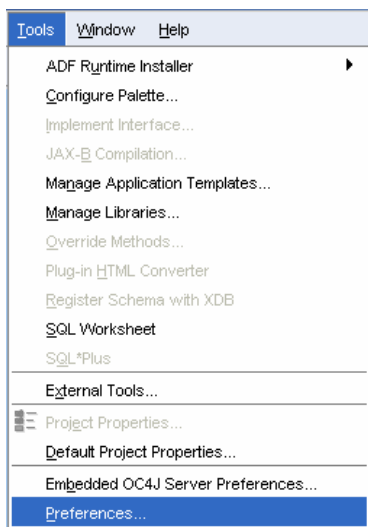 Tools Window Help
ADF Runtime Installer
Configure Palette...
Implement Interface...
JAX-B Compilation...
Manage Application Templates...
Manage Libraries...
Override Methods...
Plug-in HTML Converter
Register Schema with XDB
SQL Worksheet
SQL*Plus
External Tools...
Project Properties...
Default Project Properties...
Embedded OC4J Server Preferences...
Preferences...